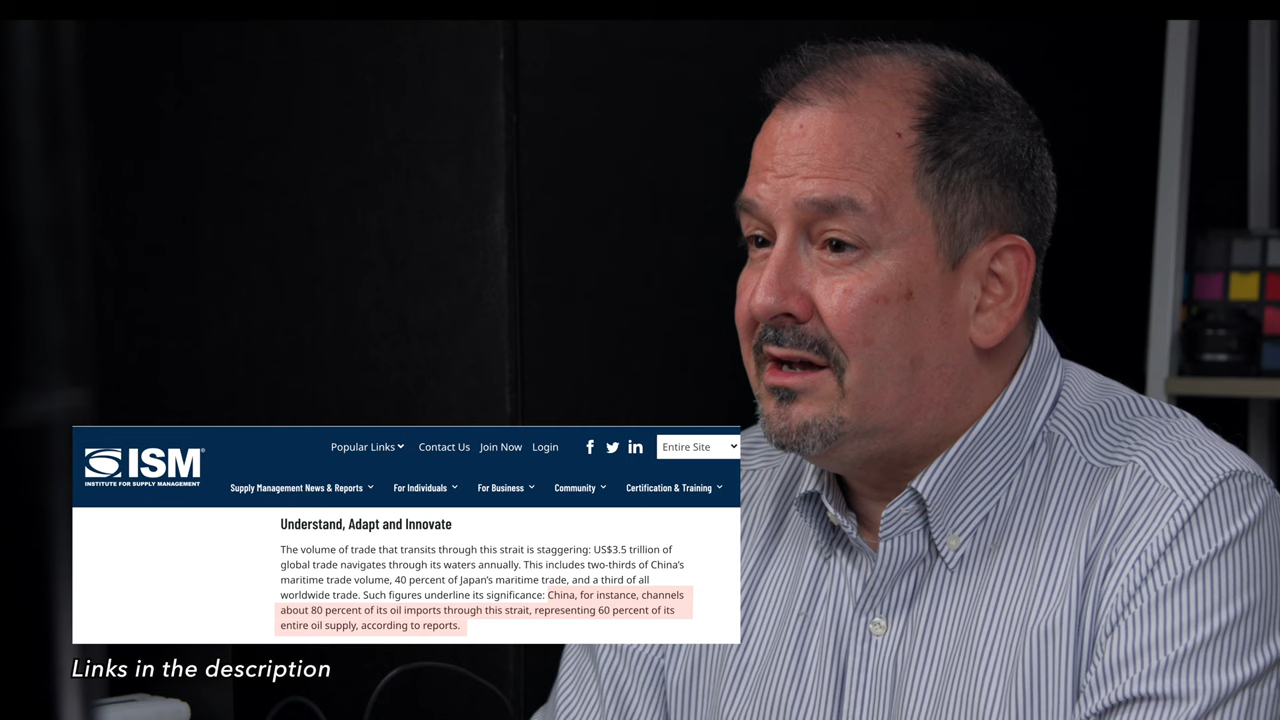 Popular Links Contact Us Join Now Login Entire Site
ISM®
INSTITUTE FOR SUPPLY MANAGEMENT
Supply Management News & Reports For Individuals For Business Community Certification & Training
Understand, Adapt and Innovate
The volume of trade that transits through this strait is staggering: US$3.5 trillion of
global trade navigates through its waters annually. This includes two-thirds of China's
maritime trade volume, 40 percent of Japan's maritime trade, and a third of all
worldwide trade. Such figures underline its significance: China, for instance, channels
about 80 percent of its oil imports through this strait, representing 60 percent of its
entire oil supply, according to reports.
Links in the description